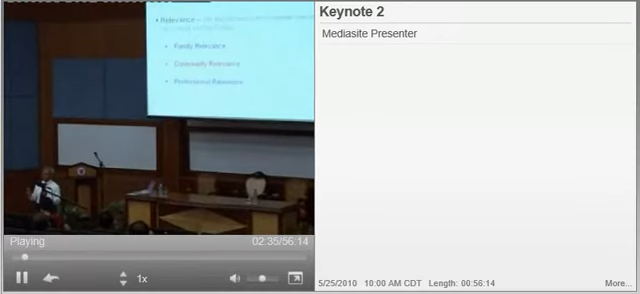 Keynote 2
Mediasite Presenter
• Relevance –
• Family Relevance
• Community Relevance
• Professional Relevance
Playing 02:35/56:14
1x
5/25/2010 10:00 AM CDT Length: 00:56:14 More...